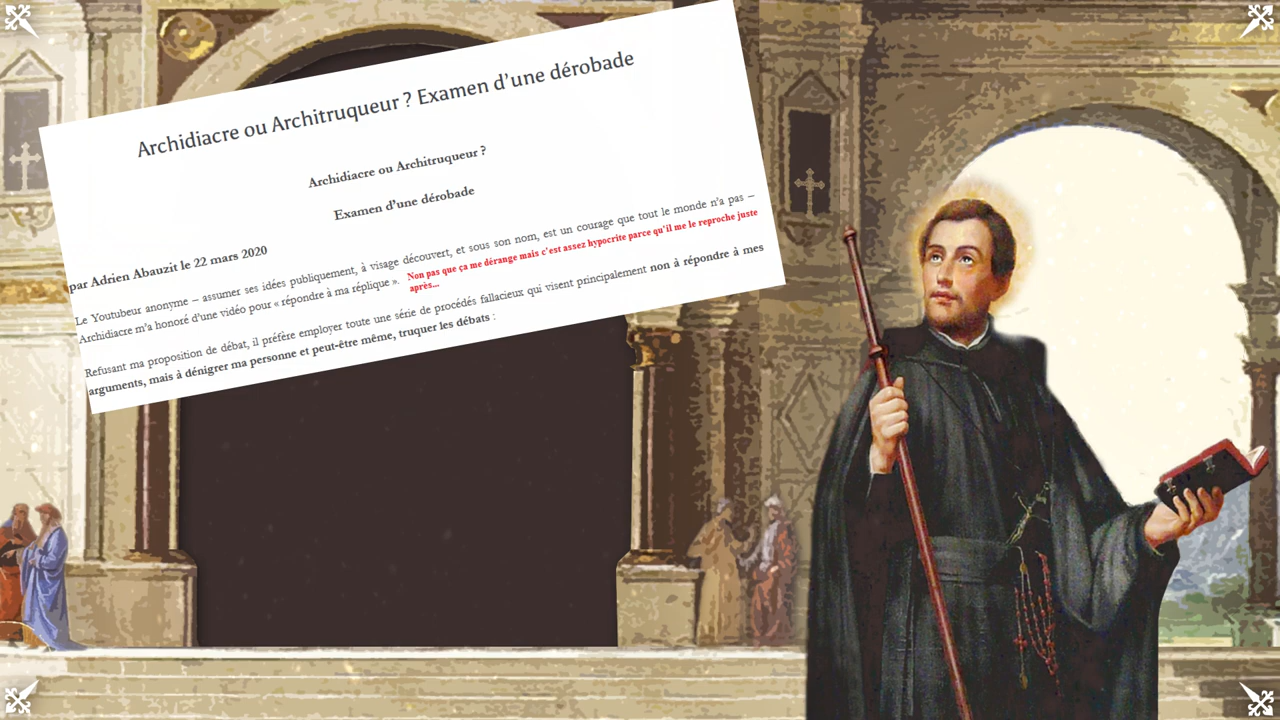 Archidiacre ou Architruqueur ? Examen d'une dérobade
Archidiacre ou Architruqueur ?
Examen d'une dérobade
par Adrien Abauzit le 22 mars 2020
Le Youtubeur anonyme – assumer ses idées publiquement, à visage découvert, et sous son nom, est un courage que tout le monde n'a pas –
Archidiacre m'a honoré d'une vidéo pour « répondre à ma réplique ».
Non pas que ça me dérange mais c'est assez hypocrite parce qu'il me le reproche juste
après...
Refusant ma proposition de débat, il préfère employer toute une série de procédés fallacieux qui visent principalement non à répondre à mes
arguments, mais à dénigrer ma personne et peut-être même, truquer les débats :